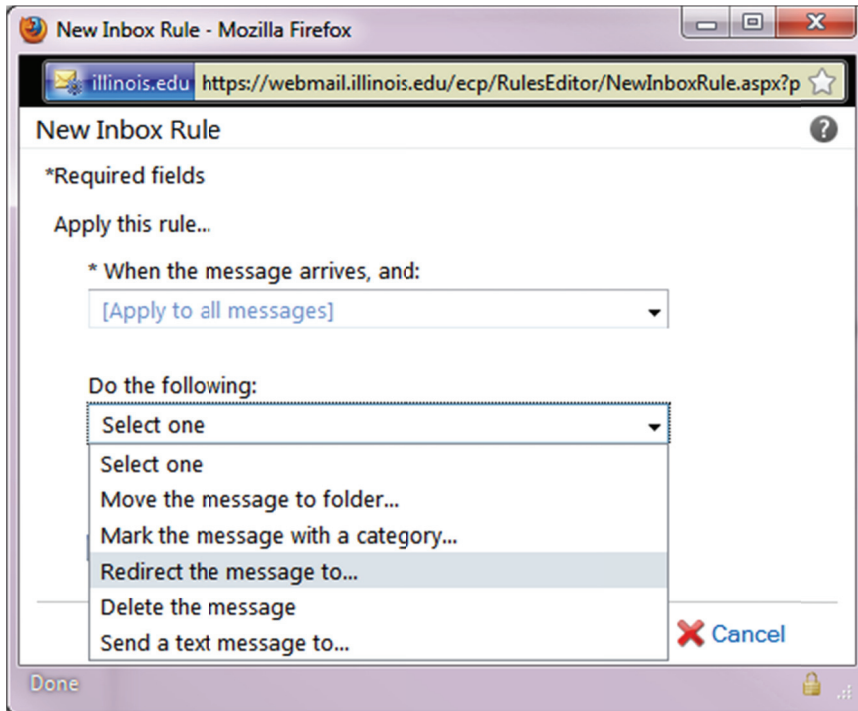 New Inbox Rule - Mozilla Firefox
illinois.edu https://webmail.illinois.edu/ecp/RulesEditor/NewInboxRule.aspx?p
New Inbox Rule ?
*Required fields
Apply this rule...
* When the message arrives, and:
[Apply to all messages]
Do the following:
Select one
Select one
Move the message to folder...
Mark the message with a category...
Redirect the message to...
Delete the message
Send a text message to...
Cancel
Done